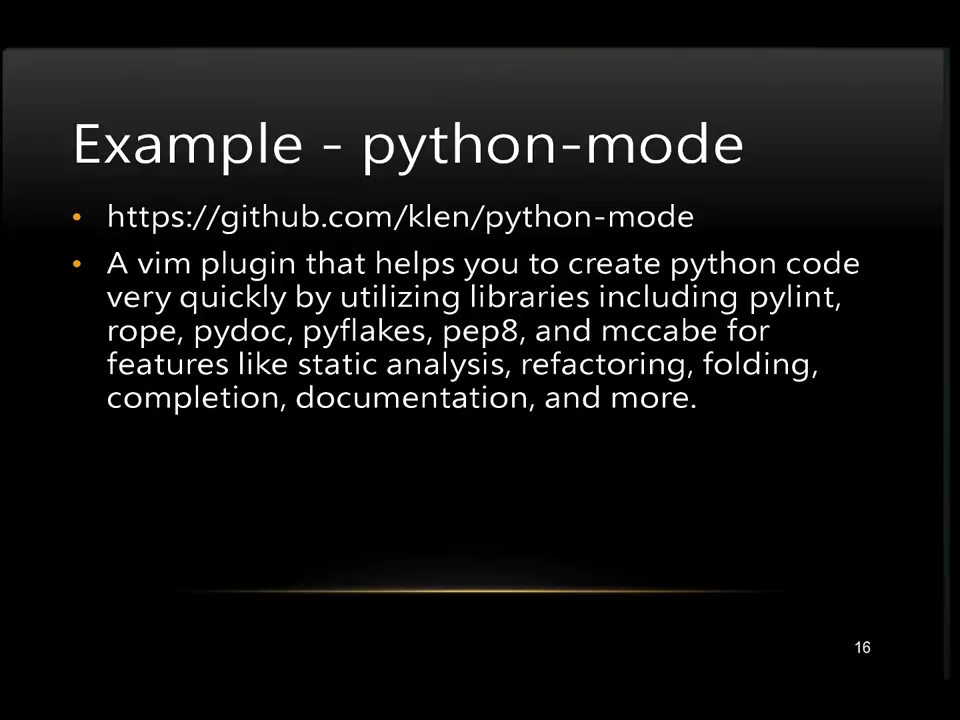 Example - python-mode
• https://github.com/klen/python-mode
• A vim plugin that helps you to create python code
very quickly by utilizing libraries including pylint,
rope, pydoc, pyflakes, pep8, and mccabe for
features like static analysis, refactoring, folding,
completion, documentation, and more.
16